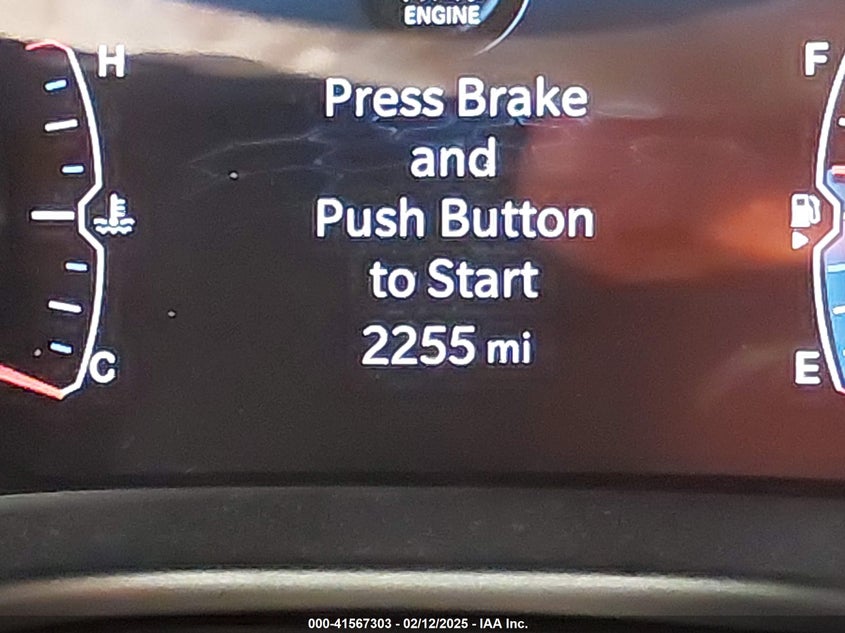 ENGINE
H
F
Press Brake
and
Push Button
to Start
2255 mi
C
E
000-41567303 - 02/12/2025 - IAA Inc.